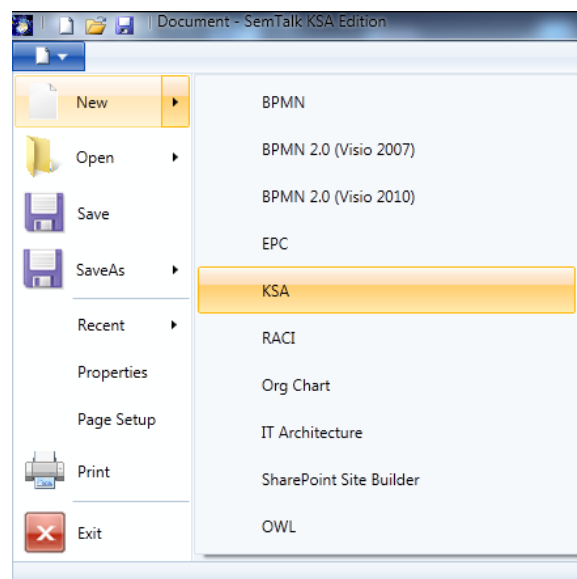 Document - SemTalk KSA Edition
New
Open
Save
SaveAs
Recent
Properties
Page Setup
Print
Exit
BPMN
BPMN 2.0 (Visio 2007)
BPMN 2.0 (Visio 2010)
EPC
KSA
RACI
Org Chart
IT Architecture
SharePoint Site Builder
OWL